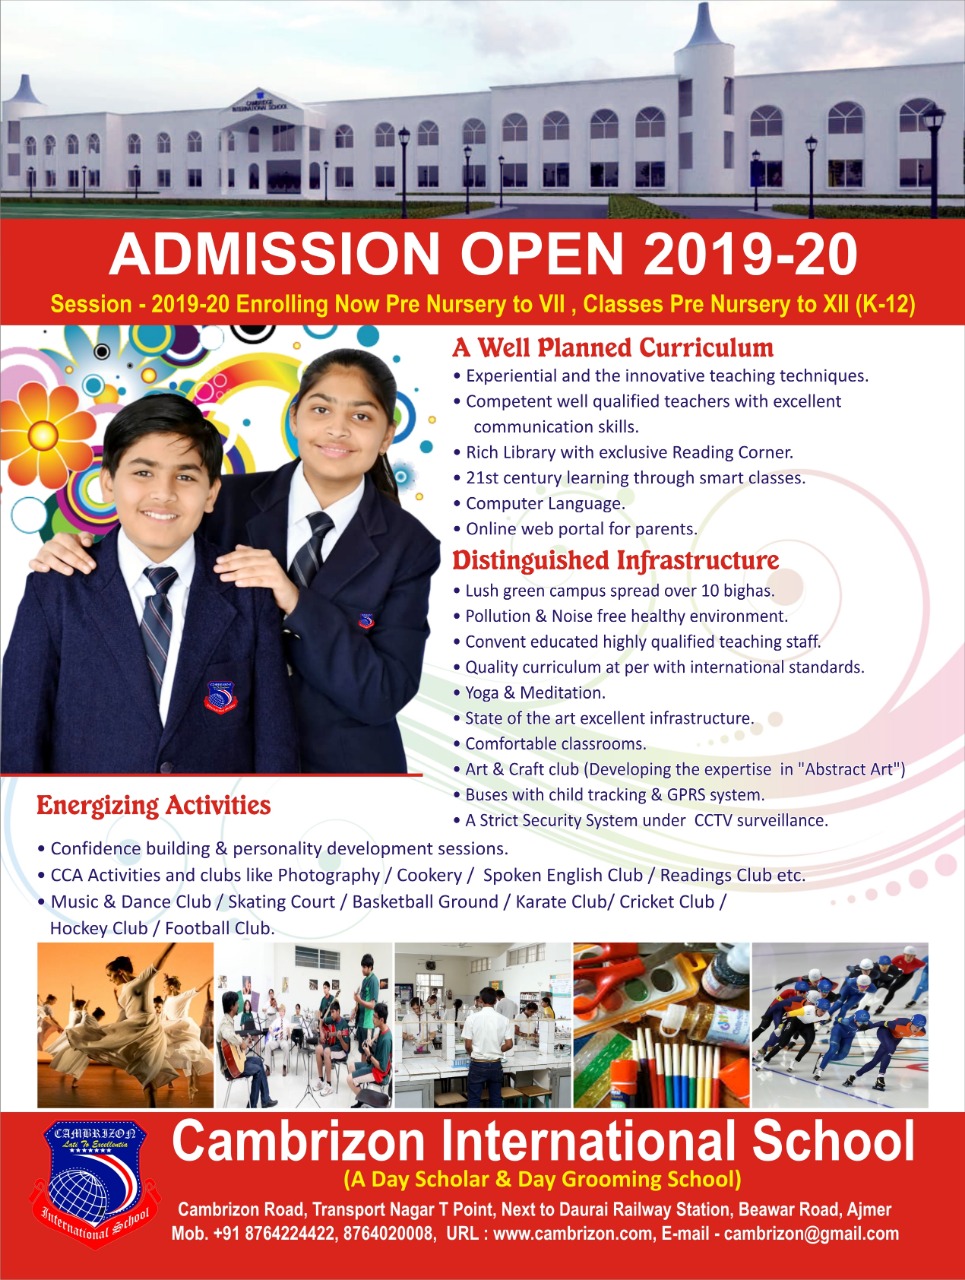 CAMBRIDGE
INTERNATIONAL SCHOOL
ADMISSION OPEN 2019-20
Session - 2019-20 Enrolling Now Pre Nursery to VII , Classes Pre Nursery to XII (K-12)
A Well Planned Curriculum
• Experiential and the innovative teaching techniques.
• Competent well qualified teachers with excellent
communication skills.
• Rich Library with exclusive Reading Corner.
• 21st century learning through smart classes.
• Computer Language.
• Online web portal for parents.
Distinguished Infrastructure
• Lush green campus spread over 10 bighas.
• Pollution & Noise free healthy environment.
• Convent educated highly qualified teaching staff.
• Quality curriculum at per with international standards.
• Yoga & Meditation.
• State of the art excellent infrastructure.
• Comfortable classrooms.
• Art & Craft club (Developing the expertise in "Abstract Art")
• Buses with child tracking & GPRS system.
• A Strict Security System under CCTV surveillance.
Energizing Activities
• Confidence building & personality development sessions.
• CCA Activities and clubs like Photography / Cookery / Spoken English Club / Readings Club etc.
• Music & Dance Club / Skating Court / Basketball Ground / Karate Club/ Cricket Club /
Hockey Club / Football Club.
CAMBRIZON
Lati To Excellentia
International School
Cambrizon International School
(A Day Scholar & Day Grooming School)
Cambrizon Road, Transport Nagar T Point, Next to Daurai Railway Station, Beawar Road, Ajmer
Mob. +91 8764224422, 8764020008, URL : www.cambrizon.com, E-mail - cambrizon@gmail.com